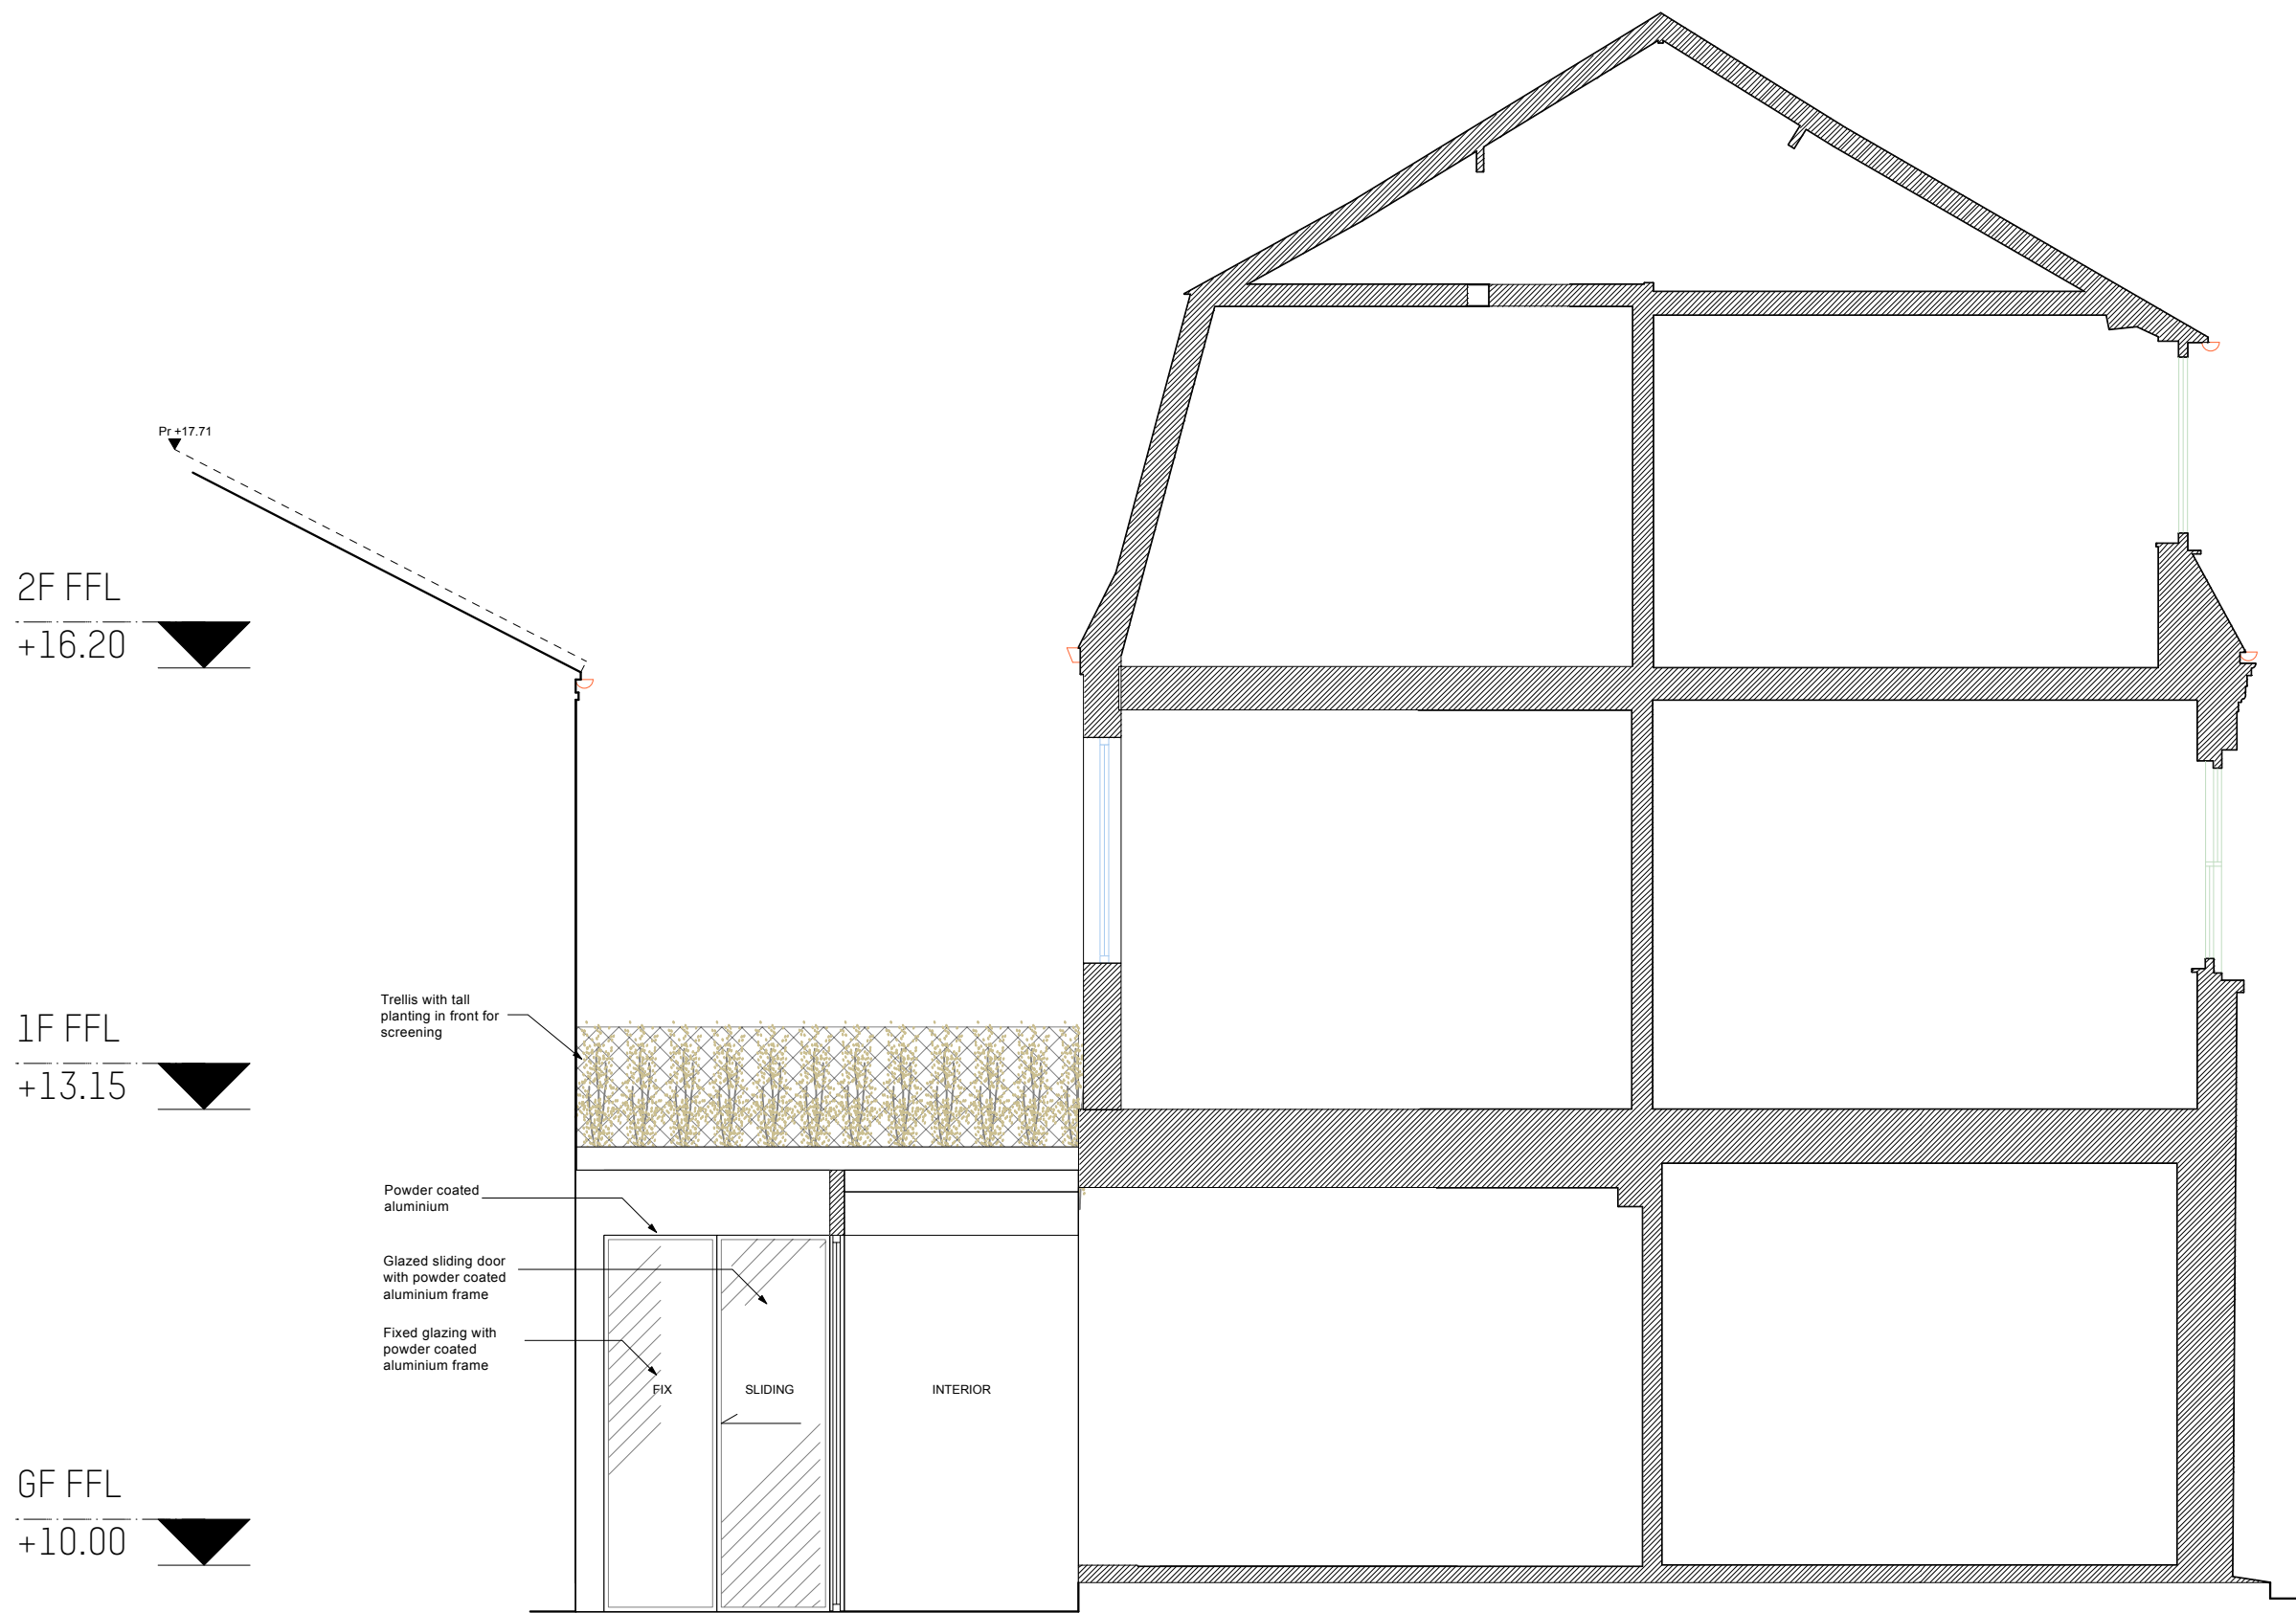 Pr +17.71
2F FFL
+16.20
Trellis with tall
planting in front for
screening
1F FFL
+13.15
Powder coated
aluminium
Glazed sliding door
with powder coated
aluminium frame
Fixed glazing with
powder coated
aluminium frame
FIX
SLIDING
INTERIOR
GF FFL
+10.00